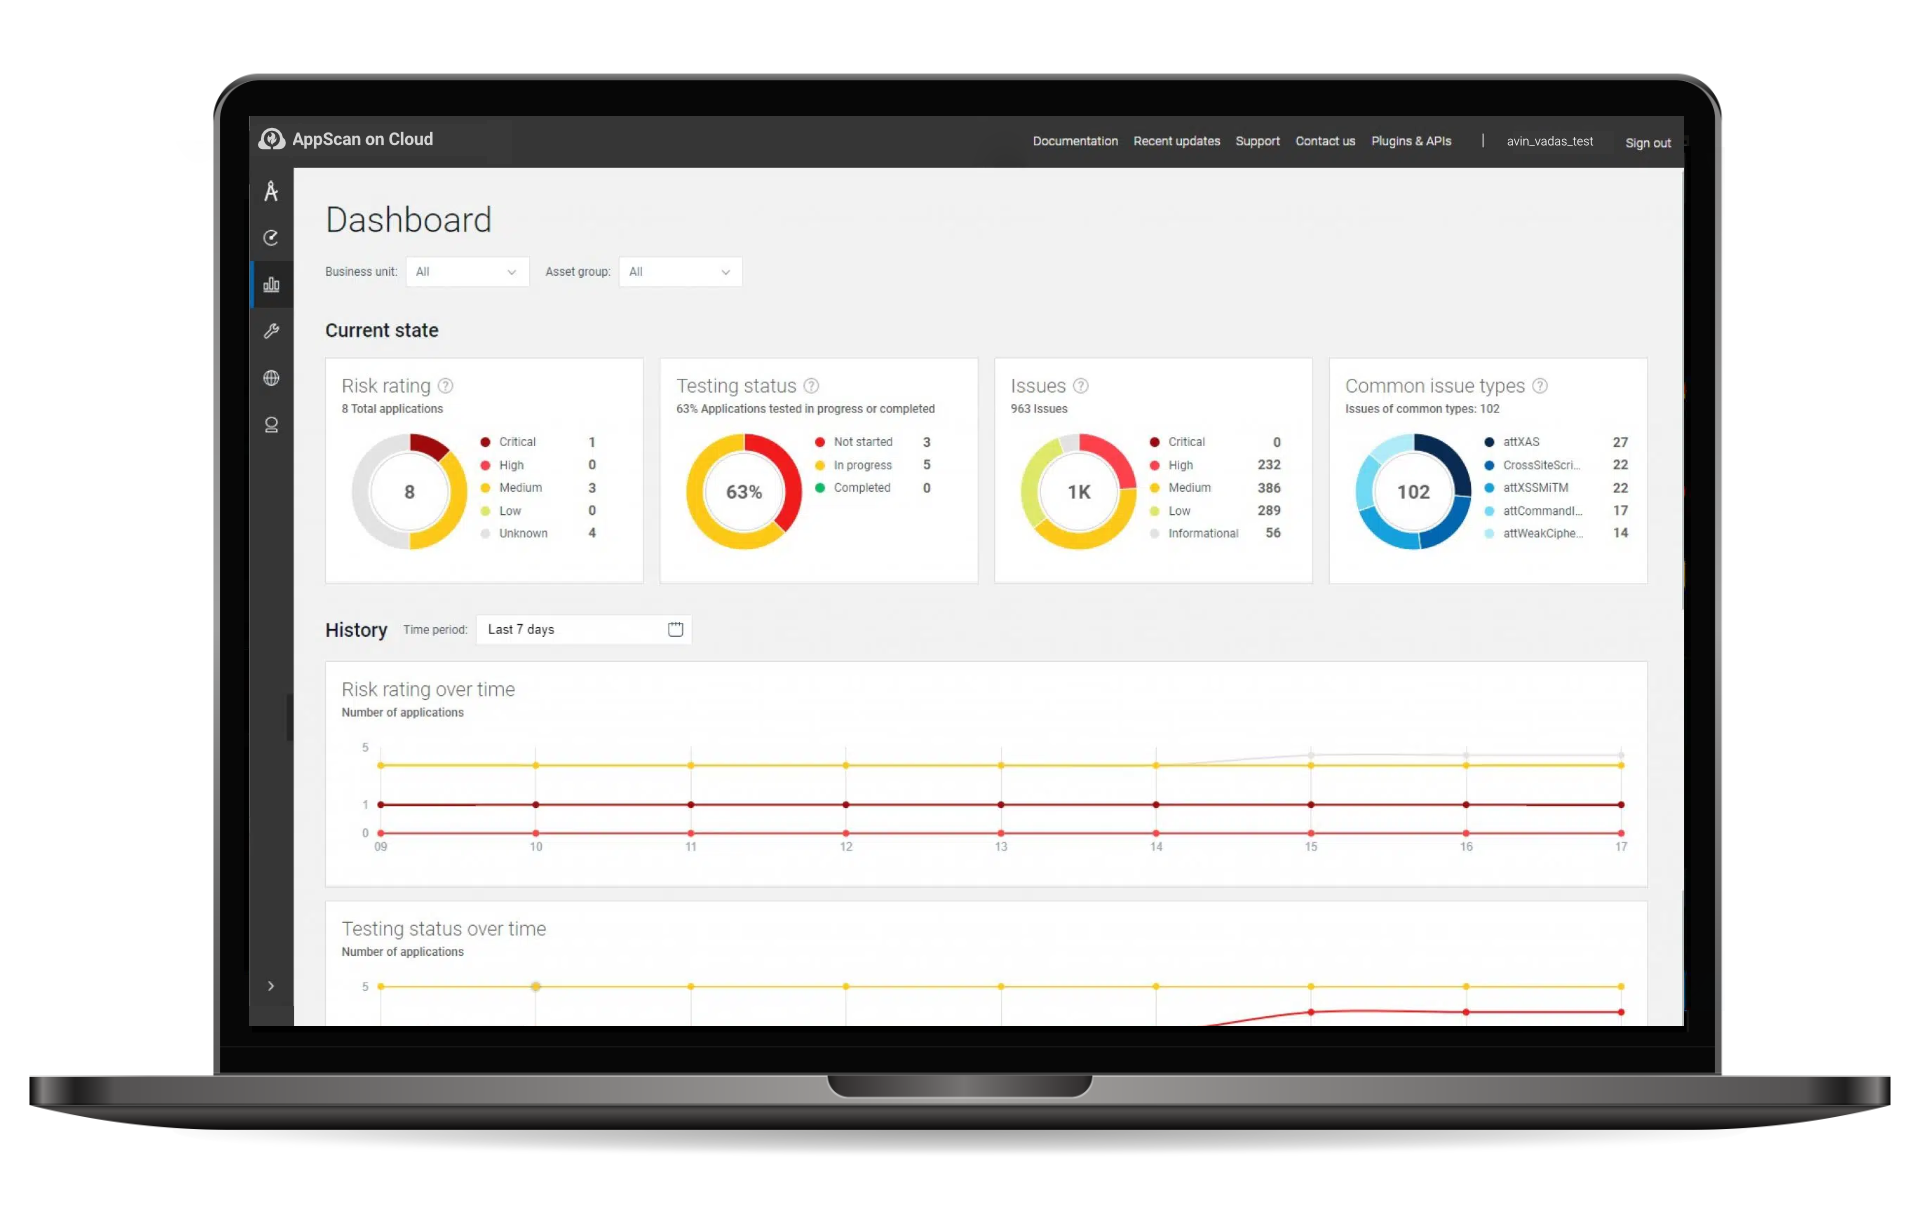 AppScan on Cloud
Documentation Recent updates Support Contact us Plugins & APIs | avin_vadas_test Sign out
Dashboard
Business unit: All Asset group: All
Current state
Risk rating ?
8 Total applications
8
Critical 1
High 0
Medium 3
Low 0
Unknown 4
Testing status ?
63% Applications tested in progress or completed
63%
Not started 3
In progress 5
Completed 0
Issues ?
963 Issues
1K
Critical 0
High 232
Medium 386
Low 289
Informational 56
Common issue types ?
Issues of common types: 102
102
attXAS 27
CrossSiteScri... 22
attXSSMiTM 22
attCommandI... 17
attWeakCiphe... 14
History Time period: Last 7 days
Risk rating over time
Number of applications
5
1
0
09 10 11 12 13 14 15 16 17
Testing status over time
Number of applications
5